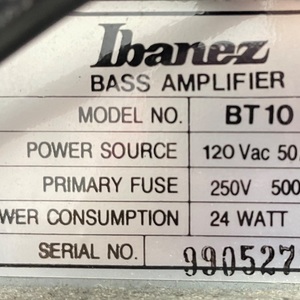 Ibanez
BASS AMPLIFIER
MODEL NO. BT10
POWER SOURCE 120 Vac 50
PRIMARY FUSE 250V 500
WER CONSUMPTION 24 WATT
SERIAL NO. 990527